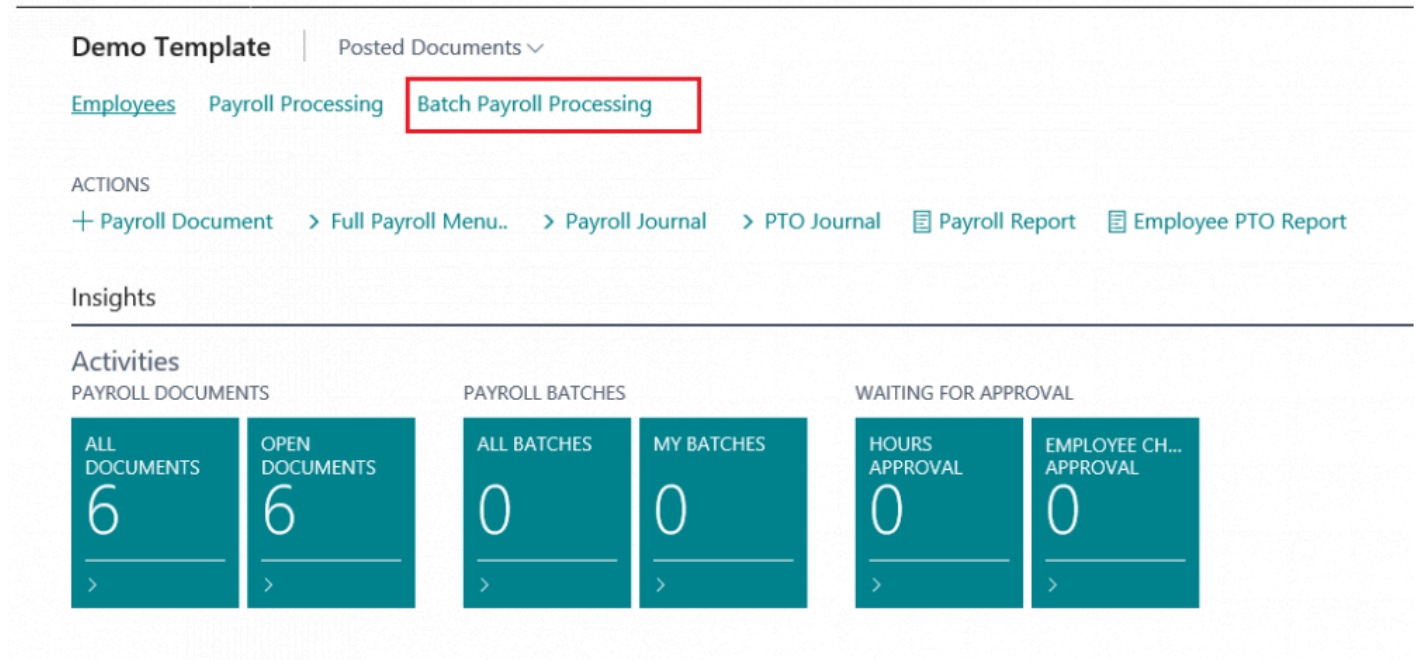 Demo Template Posted Documents
Employees Payroll Processing Batch Payroll Processing
ACTIONS
+ Payroll Document > Full Payroll Menu.. > Payroll Journal > PTO Journal Payroll Report Employee PTO Report
Insights
Activities
PAYROLL DOCUMENTS PAYROLL BATCHES WAITING FOR APPROVAL
ALL DOCUMENTS
6
OPEN DOCUMENTS
6
ALL BATCHES
0
MY BATCHES
0
HOURS APPROVAL
0
EMPLOYEE CH... APPROVAL
0